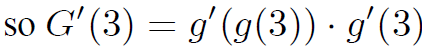 so G′(3) = g′(g(3)) · g′(3)